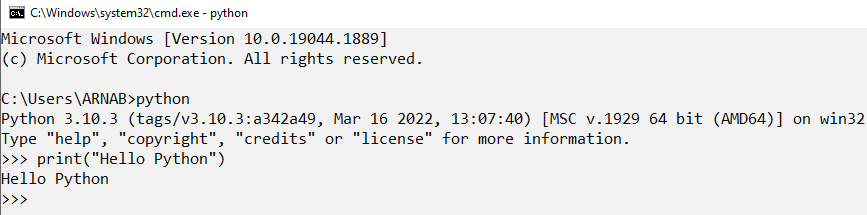 C:\Windows\system32\cmd.exe - python
Microsoft Windows [Version 10.0.19044.1889]
(c) Microsoft Corporation. All rights reserved.
C:\Users\ARNAB>python
Python 3.10.3 (tags/v3.10.3:a342a49, Mar 16 2022, 13:07:40) [MSC v.1929 64 bit (AMD64)] on win32
Type "help", "copyright", "credits" or "license" for more information.
>>> print("Hello Python")
Hello Python
>>>